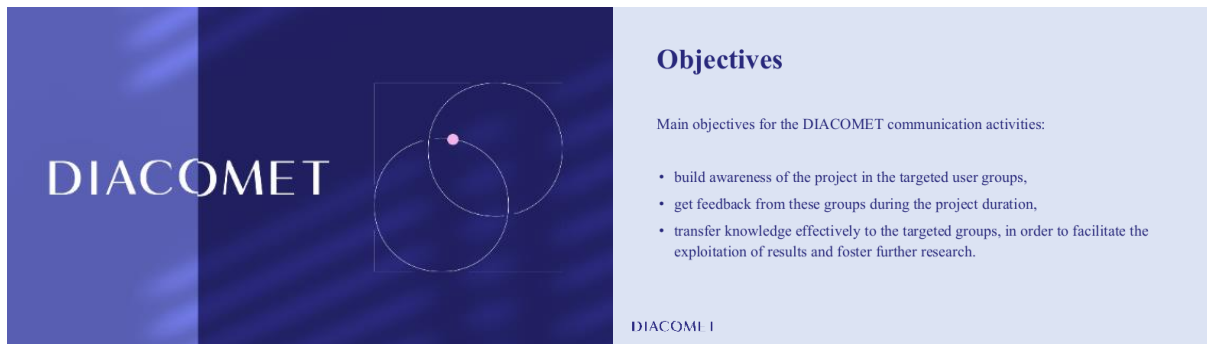 DIACOMET
Objectives
Main objectives for the DIACOMET communication activities:
• build awareness of the project in the targeted user groups,
• get feedback from these groups during the project duration,
• transfer knowledge effectively to the targeted groups, in order to facilitate the
exploitation of results and foster further research.
DIACOMET